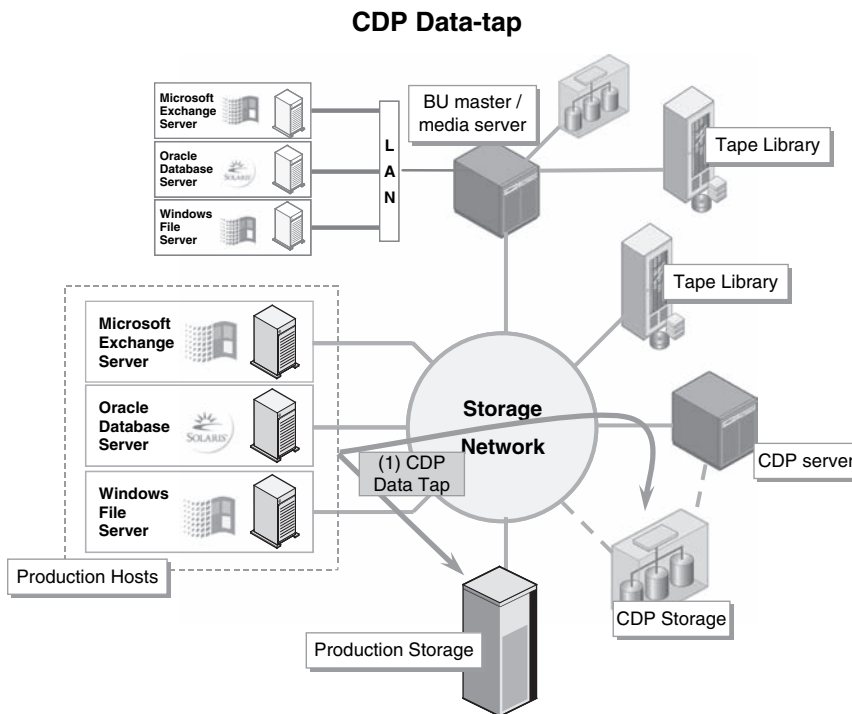 CDP Data-tap
Microsoft
Exchange
Server
Oracle
Database
Server
SOLARIS
Windows
File
Server
L
A
N
BU master /
media server
Tape Library
Tape Library
Microsoft
Exchange
Server
Oracle
Database
Server
SOLARIS
Windows
File
Server
Production Hosts
Storage
Network
(1) CDP
Data Tap
CDP server
CDP Storage
Production Storage